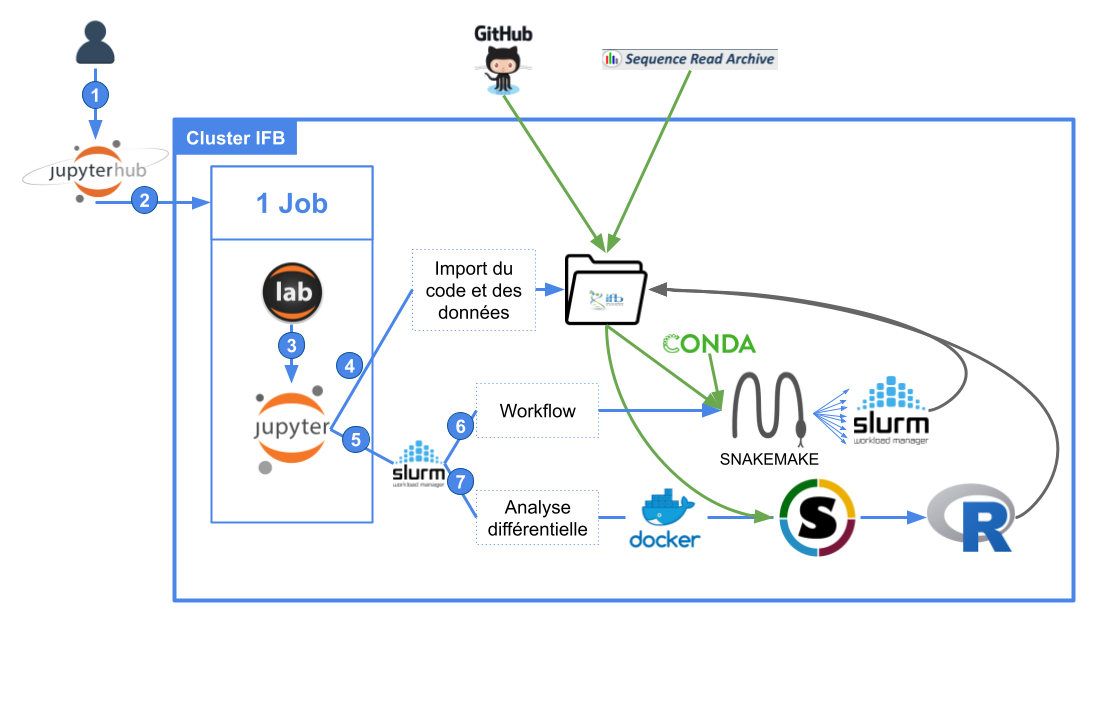 GitHub
Sequence Read Archive
1
Cluster IFB
jupyterhub
2
1 Job
lab
3
Import du
code et des
données
ifb
CONDA
4
jupyter
5
slurm
workload manager
6
Workflow
SNAKEMAKE
slurm
workload manager
7
Analyse
différentielle
docker
S
R